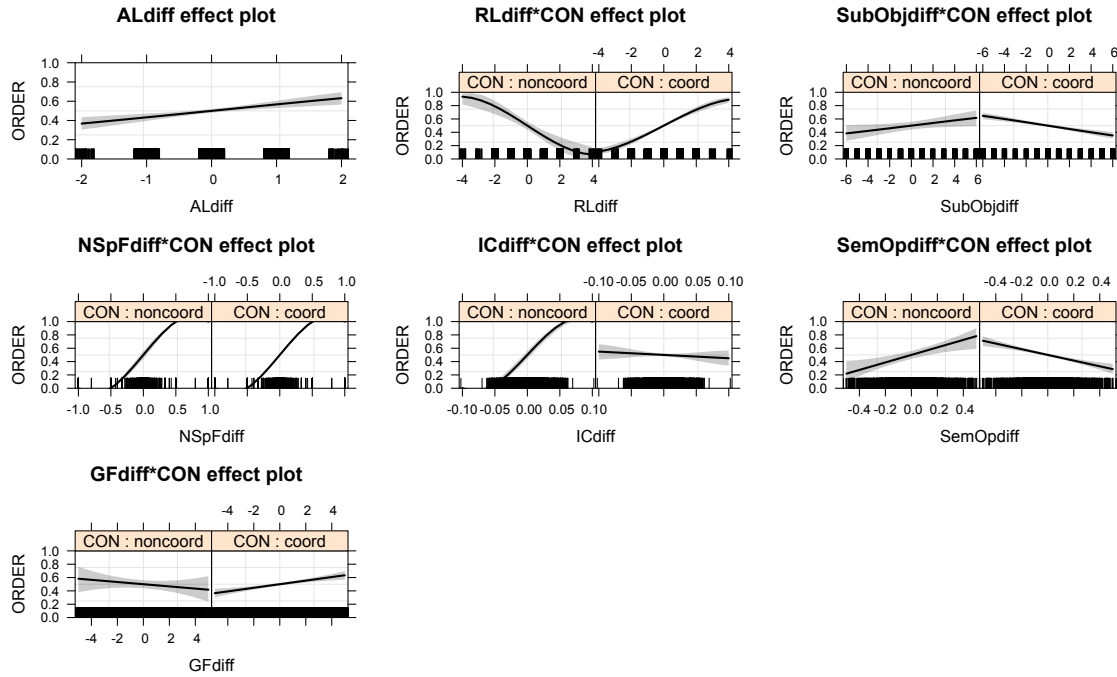 ALdiff effect plot
ORDER
1.0
0.8
0.6
0.4
0.2
0.0
-2 -1 0 1 2
ALdiff
RLdiff*CON effect plot
-4 -2 0 2 4
CON : noncoord CON : coord
ORDER
1.0
0.8
0.6
0.4
0.2
0.0
-4 -2 0 2 4
RLdiff
SubObjdiff*CON effect plot
-6 -4 -2 0 2 4 6
CON : noncoord CON : coord
ORDER
1.0
0.8
0.6
0.4
0.2
0.0
-6 -4 -2 0 2 4 6
SubObjdiff
NSpFdiff*CON effect plot
-1.0 -0.5 0.0 0.5 1.0
CON : noncoord CON : coord
ORDER
1.0
0.8
0.6
0.4
0.2
0.0
-1.0 -0.5 0.0 0.5 1.0
NSpFdiff
ICdiff*CON effect plot
-0.10 -0.05 0.00 0.05 0.10
CON : noncoord CON : coord
ORDER
1.0
0.8
0.6
0.4
0.2
0.0
-0.10 -0.05 0.00 0.05 0.10
ICdiff
SemOpdiff*CON effect plot
-0.4 -0.2 0.0 0.2 0.4
CON : noncoord CON : coord
ORDER
1.0
0.8
0.6
0.4
0.2
0.0
-0.4 -0.2 0.0 0.2 0.4
SemOpdiff
GFdiff*CON effect plot
-4 -2 0 2 4
CON : noncoord CON : coord
ORDER
1.0
0.8
0.6
0.4
0.2
0.0
-4 -2 0 2 4
GFdiff